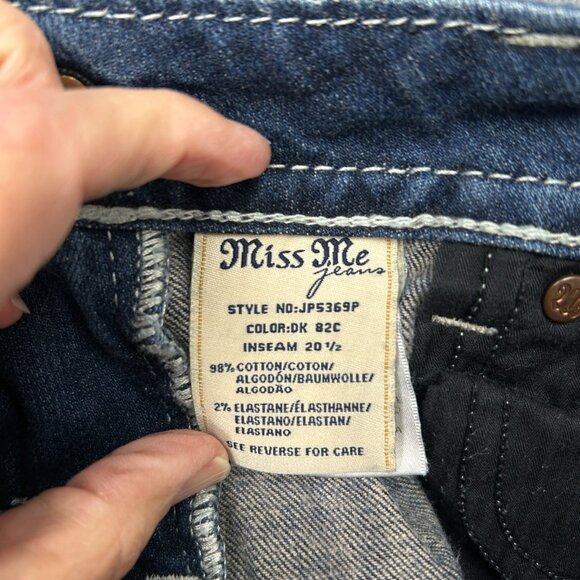 Miss Me
jeans
STYLE NO:JP5369P
COLOR:DK 82C
INSEAM 20 1/2
98% COTTON/COTON/
ALGODÓN/BAUMWOLLE/
ALGODÃO
2% ELASTANE/ÉLASTHANNE/
ELASTANO/ELASTAN/
ELASTANO
SEE REVERSE FOR CARE